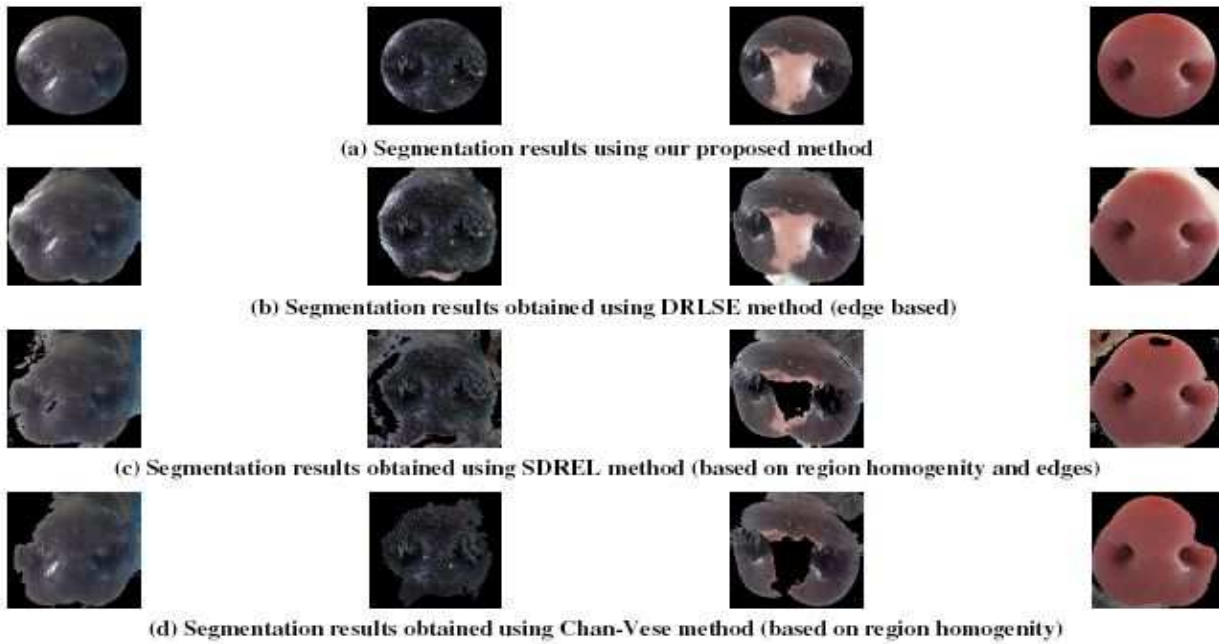 (a) Segmentation results using our proposed method
(b) Segmentation results obtained using DRLSE method (edge based)
(c) Segmentation results obtained using SDREL method (based on region homogenity and edges)
(d) Segmentation results obtained using Chan-Vese method (based on region homogenity)